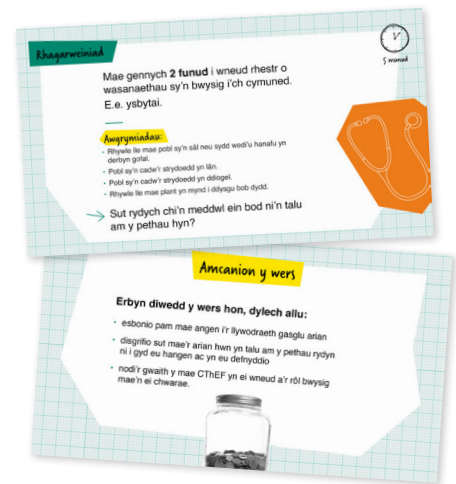 Rhagarweiniad
5 munud
Mae gennych 2 funud i wneud rhestr o
wasanaethau sy'n bwysig i'ch cymuned.
E.e. ysbytai.
Awgrymiadau:
- Rhywle lle mae pobl sy'n sâl neu sydd wedi'u hanafu yn
derbyn gofal.
- Pobl sy'n cadw'r strydoedd yn lân.
- Pobl sy'n cadw'r strydoedd yn ddiogel.
- Rhywle lle mae plant yn mynd i ddysgu bob dydd.
→ Sut rydych chi'n meddwl ein bod ni'n talu
am y pethau hyn?
Amcanion y wers
Erbyn diwedd y wers hon, dylech allu:
• esbonio pam mae angen i'r llywodraeth gasglu arian
• disgrifio sut mae'r arian hwn yn talu am y pethau rydyn
ni i gyd eu hangen ac yn eu defnyddio
• nodi'r gwaith y mae CThEF yn ei wneud a'r rôl bwysig
mae'n ei chwarae.